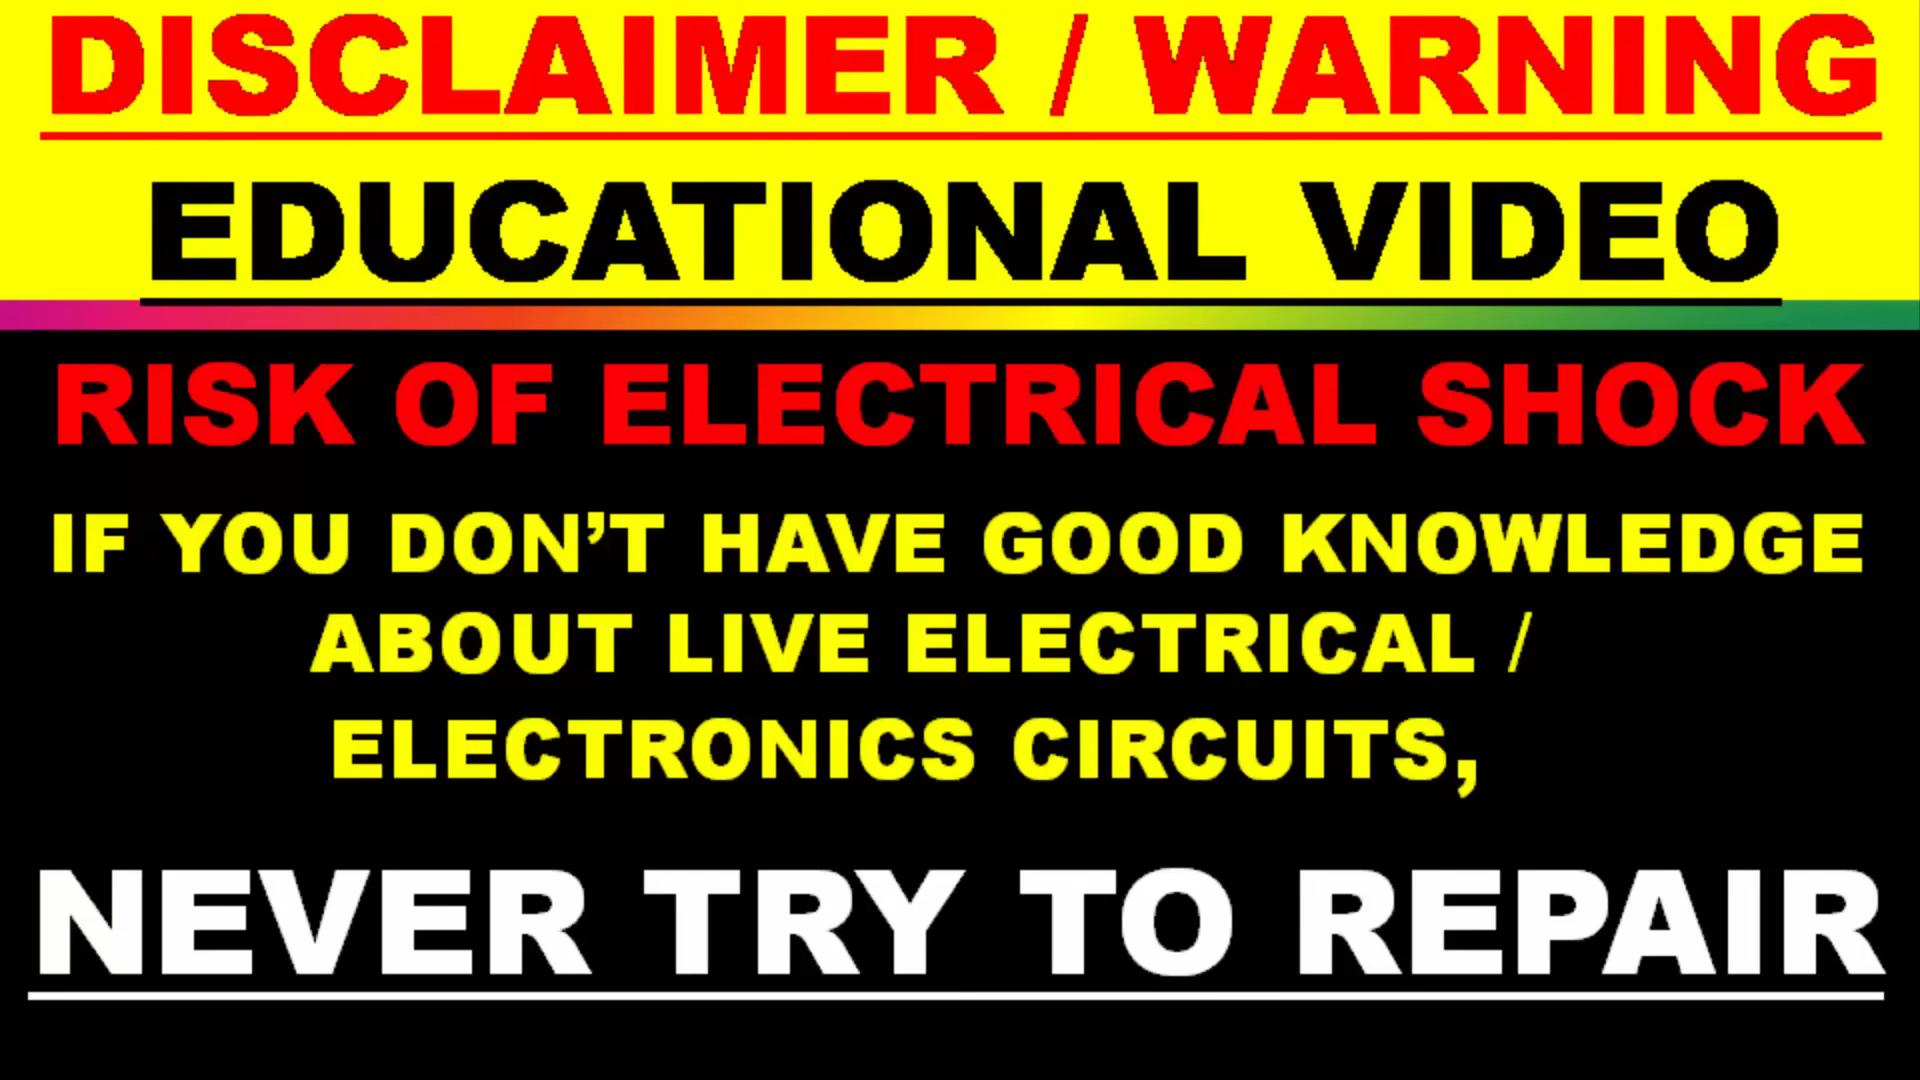 DISCLAIMER / WARNING
EDUCATIONAL VIDEO
RISK OF ELECTRICAL SHOCK
IF YOU DON’T HAVE GOOD KNOWLEDGE
ABOUT LIVE ELECTRICAL /
ELECTRONICS CIRCUITS,
NEVER TRY TO REPAIR